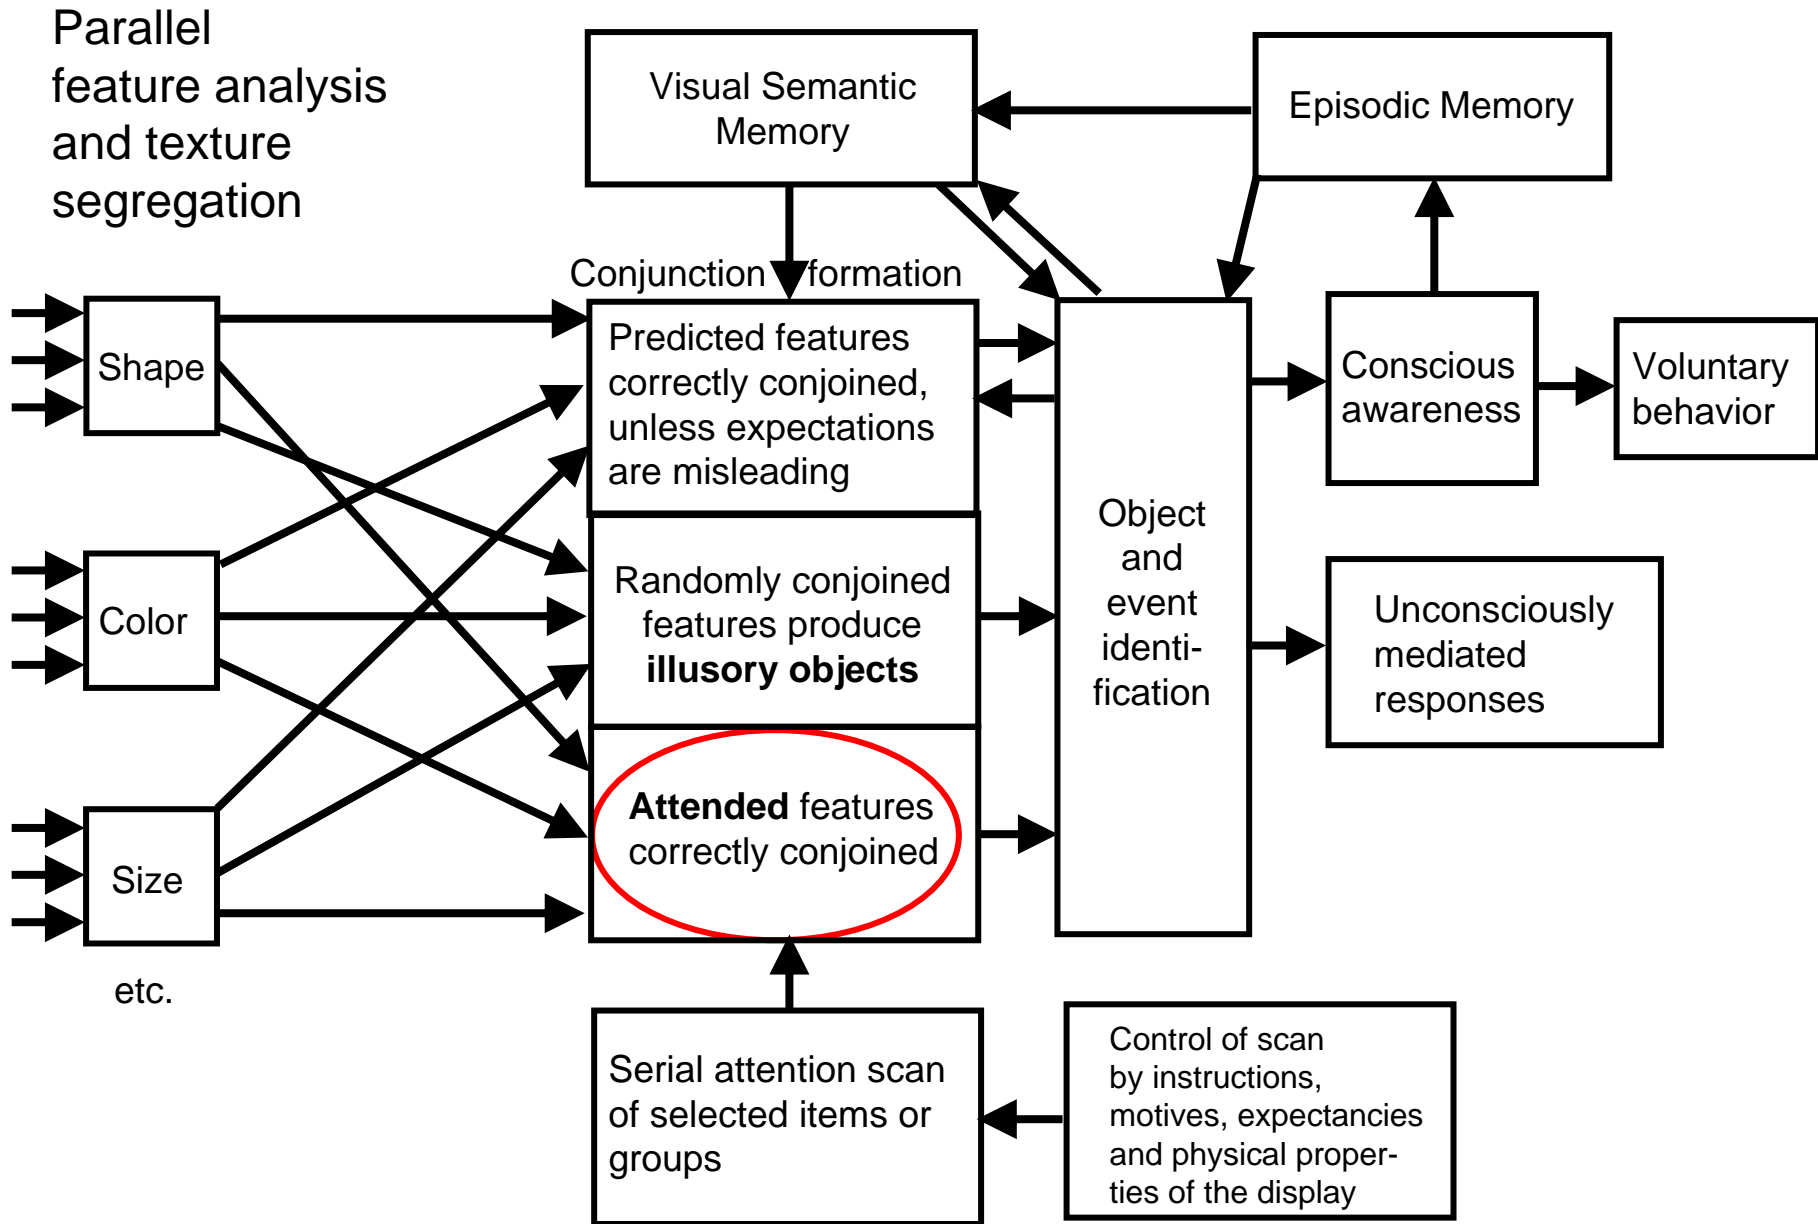 Parallel
feature analysis
and texture
segregation
Visual Semantic
Memory
Episodic Memory
Conjunction formation
Shape
Color
Size
etc.
Predicted features
correctly conjoined,
unless expectations
are misleading
Randomly conjoined
features produce
illusory objects
Attended features
correctly conjoined
Object
and
event
identi-
fication
Conscious
awareness
Voluntary
behavior
Unconsciously
mediated
responses
Serial attention scan
of selected items or
groups
Control of scan
by instructions,
motives, expectancies
and physical proper-
ties of the display